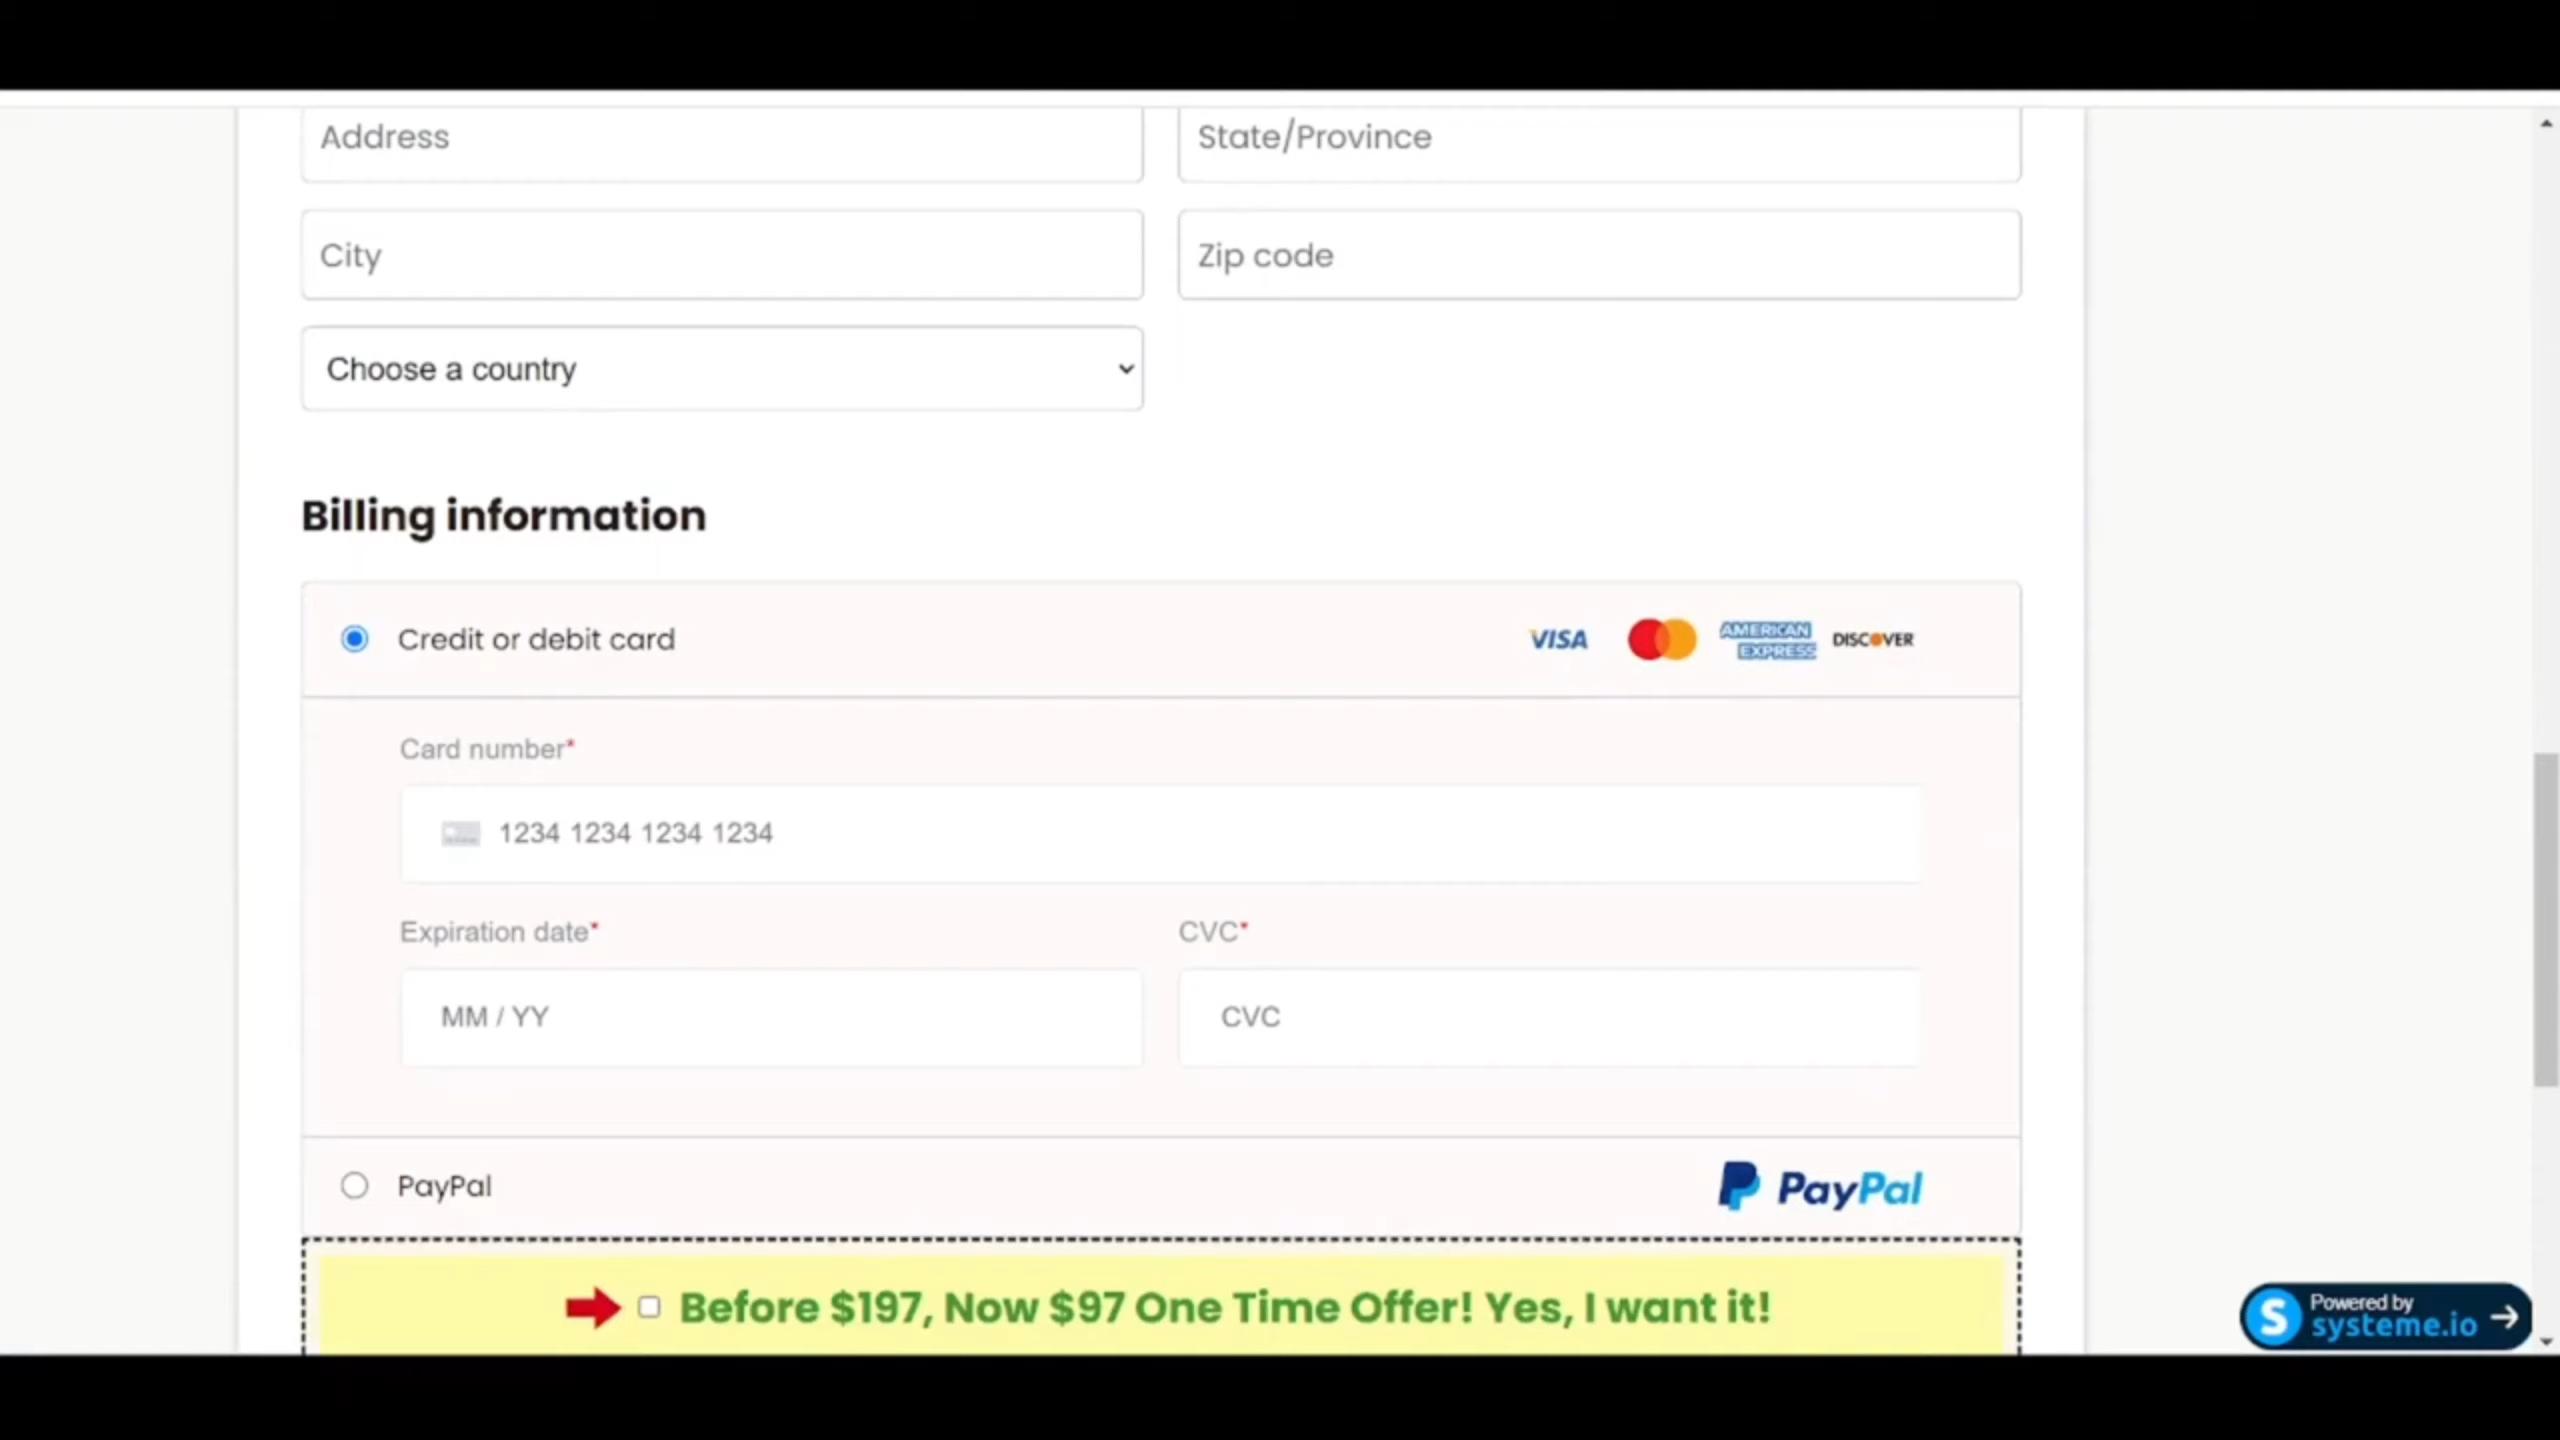 Address
State/Province
City
Zip code
Choose a country
Billing information
Credit or debit card
VISA
AMERICAN EXPRESS
DISCOVER
Card number*
1234 1234 1234 1234
Expiration date*
CVC*
MM / YY
CVC
PayPal
PayPal
Before $197, Now $97 One Time Offer! Yes, I want it!
Powered by
systeme.io